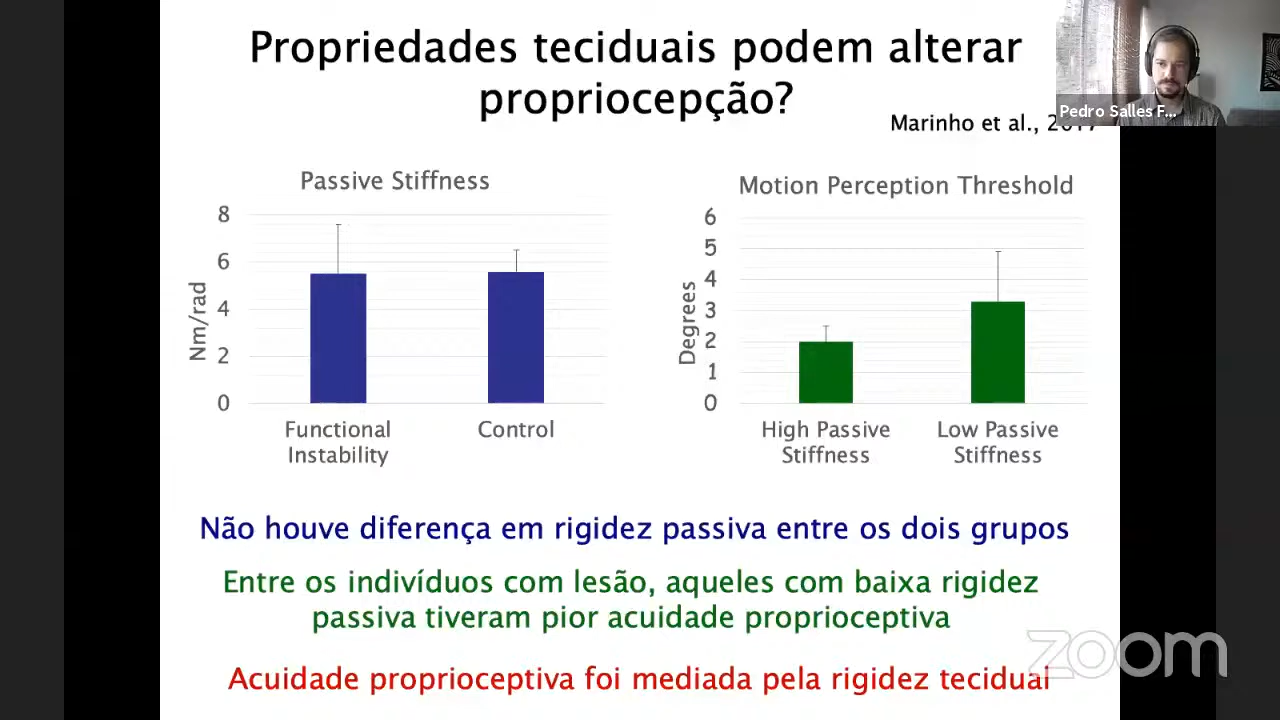 Propriedades teciduais podem alterar
propriocepção?
Marinho et al., 2017
Pedro Salles F...
Passive Stiffness
8
6
4
2
0
Nm/rad
Functional
Instability
Control
Motion Perception Threshold
6
5
4
3
2
1
0
Degrees
High Passive
Stiffness
Low Passive
Stiffness
Não houve diferença em rigidez passiva entre os dois grupos
Entre os indivíduos com lesão, aqueles com baixa rigidez
passiva tiveram pior acuidade proprioceptiva
Acuidade proprioceptiva foi mediada pela rigidez tecidual
zoom